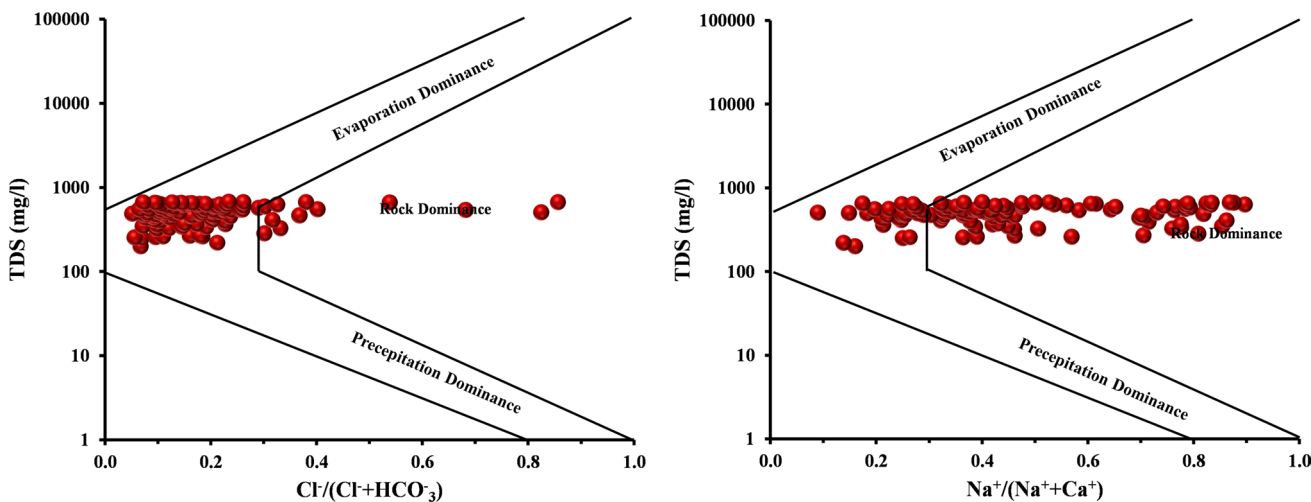 100000
10000
1000
100
10
1
TDS (mg/l)
Evaporation Dominance
Rock Dominance
Precepitation Dominance
0.0 0.2 0.4 0.6 0.8 1.0
Cl⁻/(Cl⁻+HCO⁻₃)
100000
10000
1000
100
10
1
TDS (mg/l)
Evaporation Dominance
Rock Dominance
Precepitation Dominance
0.0 0.2 0.4 0.6 0.8 1.0
Na⁺/(Na⁺+Ca⁺)